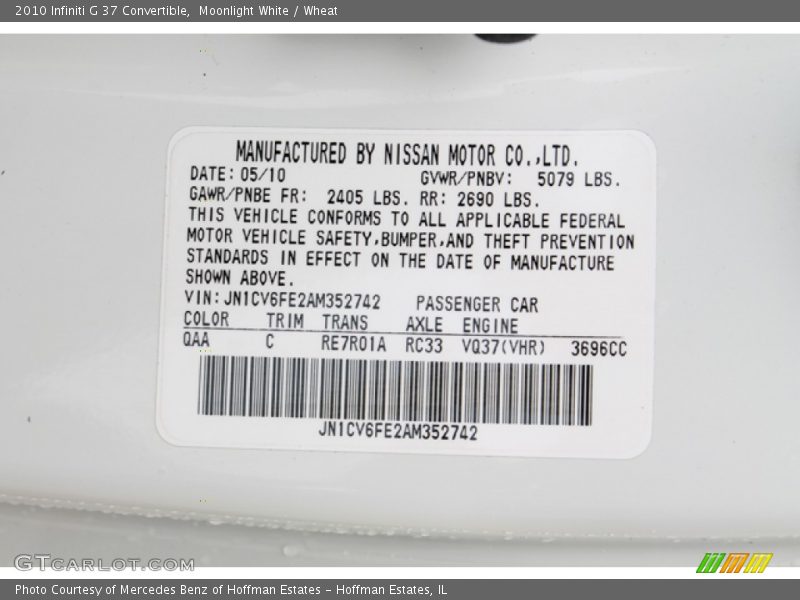 2010 Infiniti G 37 Convertible,  Moonlight White / Wheat
MANUFACTURED BY NISSAN MOTOR CO.,LTD.
DATE: 05/10 GVWR/PNBV: 5079 LBS.
GAWR/PNBE FR: 2405 LBS. RR: 2690 LBS.
THIS VEHICLE CONFORMS TO ALL APPLICABLE FEDERAL
MOTOR VEHICLE SAFETY,BUMPER,AND THEFT PREVENTION
STANDARDS IN EFFECT ON THE DATE OF MANUFACTURE
SHOWN ABOVE.
VIN: JN1CV6FE2AM352742 PASSENGER CAR
COLOR TRIM TRANS AXLE ENGINE
QAA C RE7R01A RC33 VQ37(VHR) 3696CC
JN1CV6FE2AM352742
GTCARLOT.COM
Photo Courtesy of Mercedes Benz of Hoffman Estates - Hoffman Estates, IL